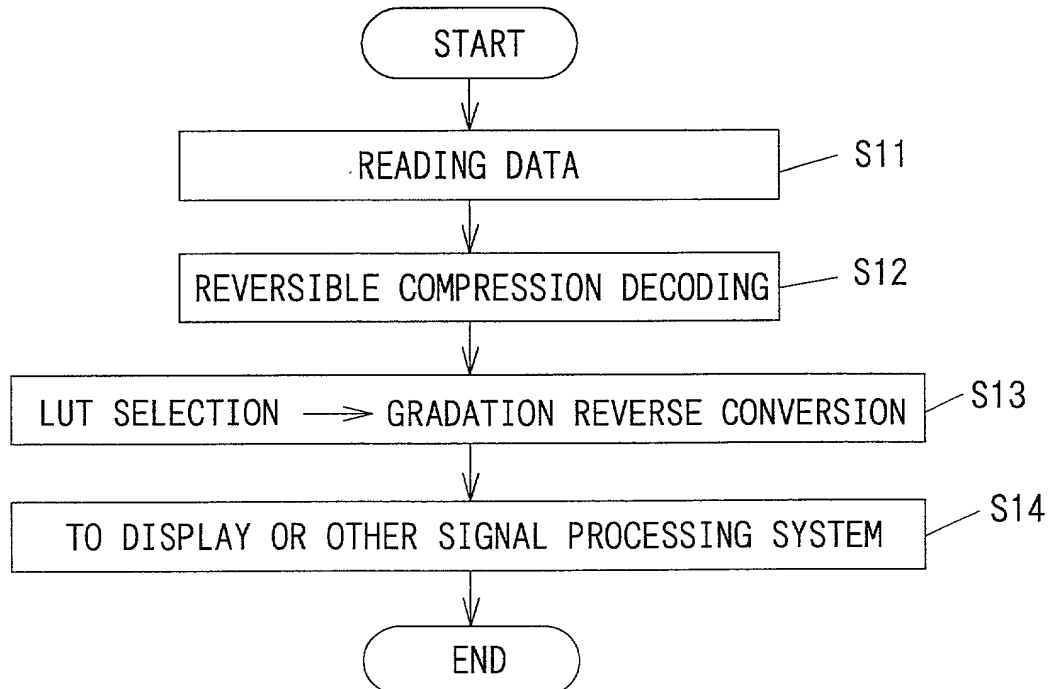 START
READING DATA
S11
REVERSIBLE COMPRESSION DECODING
S12
LUT SELECTION → GRADATION REVERSE CONVERSION
S13
TO DISPLAY OR OTHER SIGNAL PROCESSING SYSTEM
S14
END